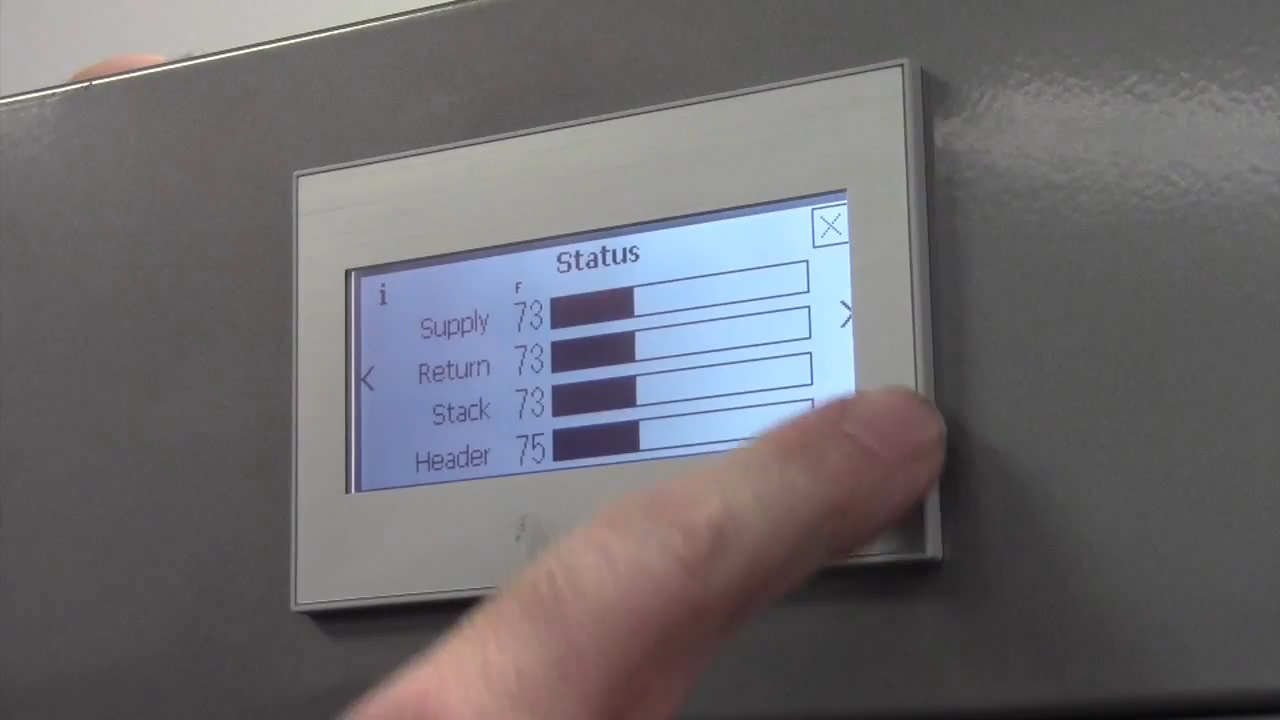 Status
i
F
Supply 73
Return 73
Stack 73
Header 75